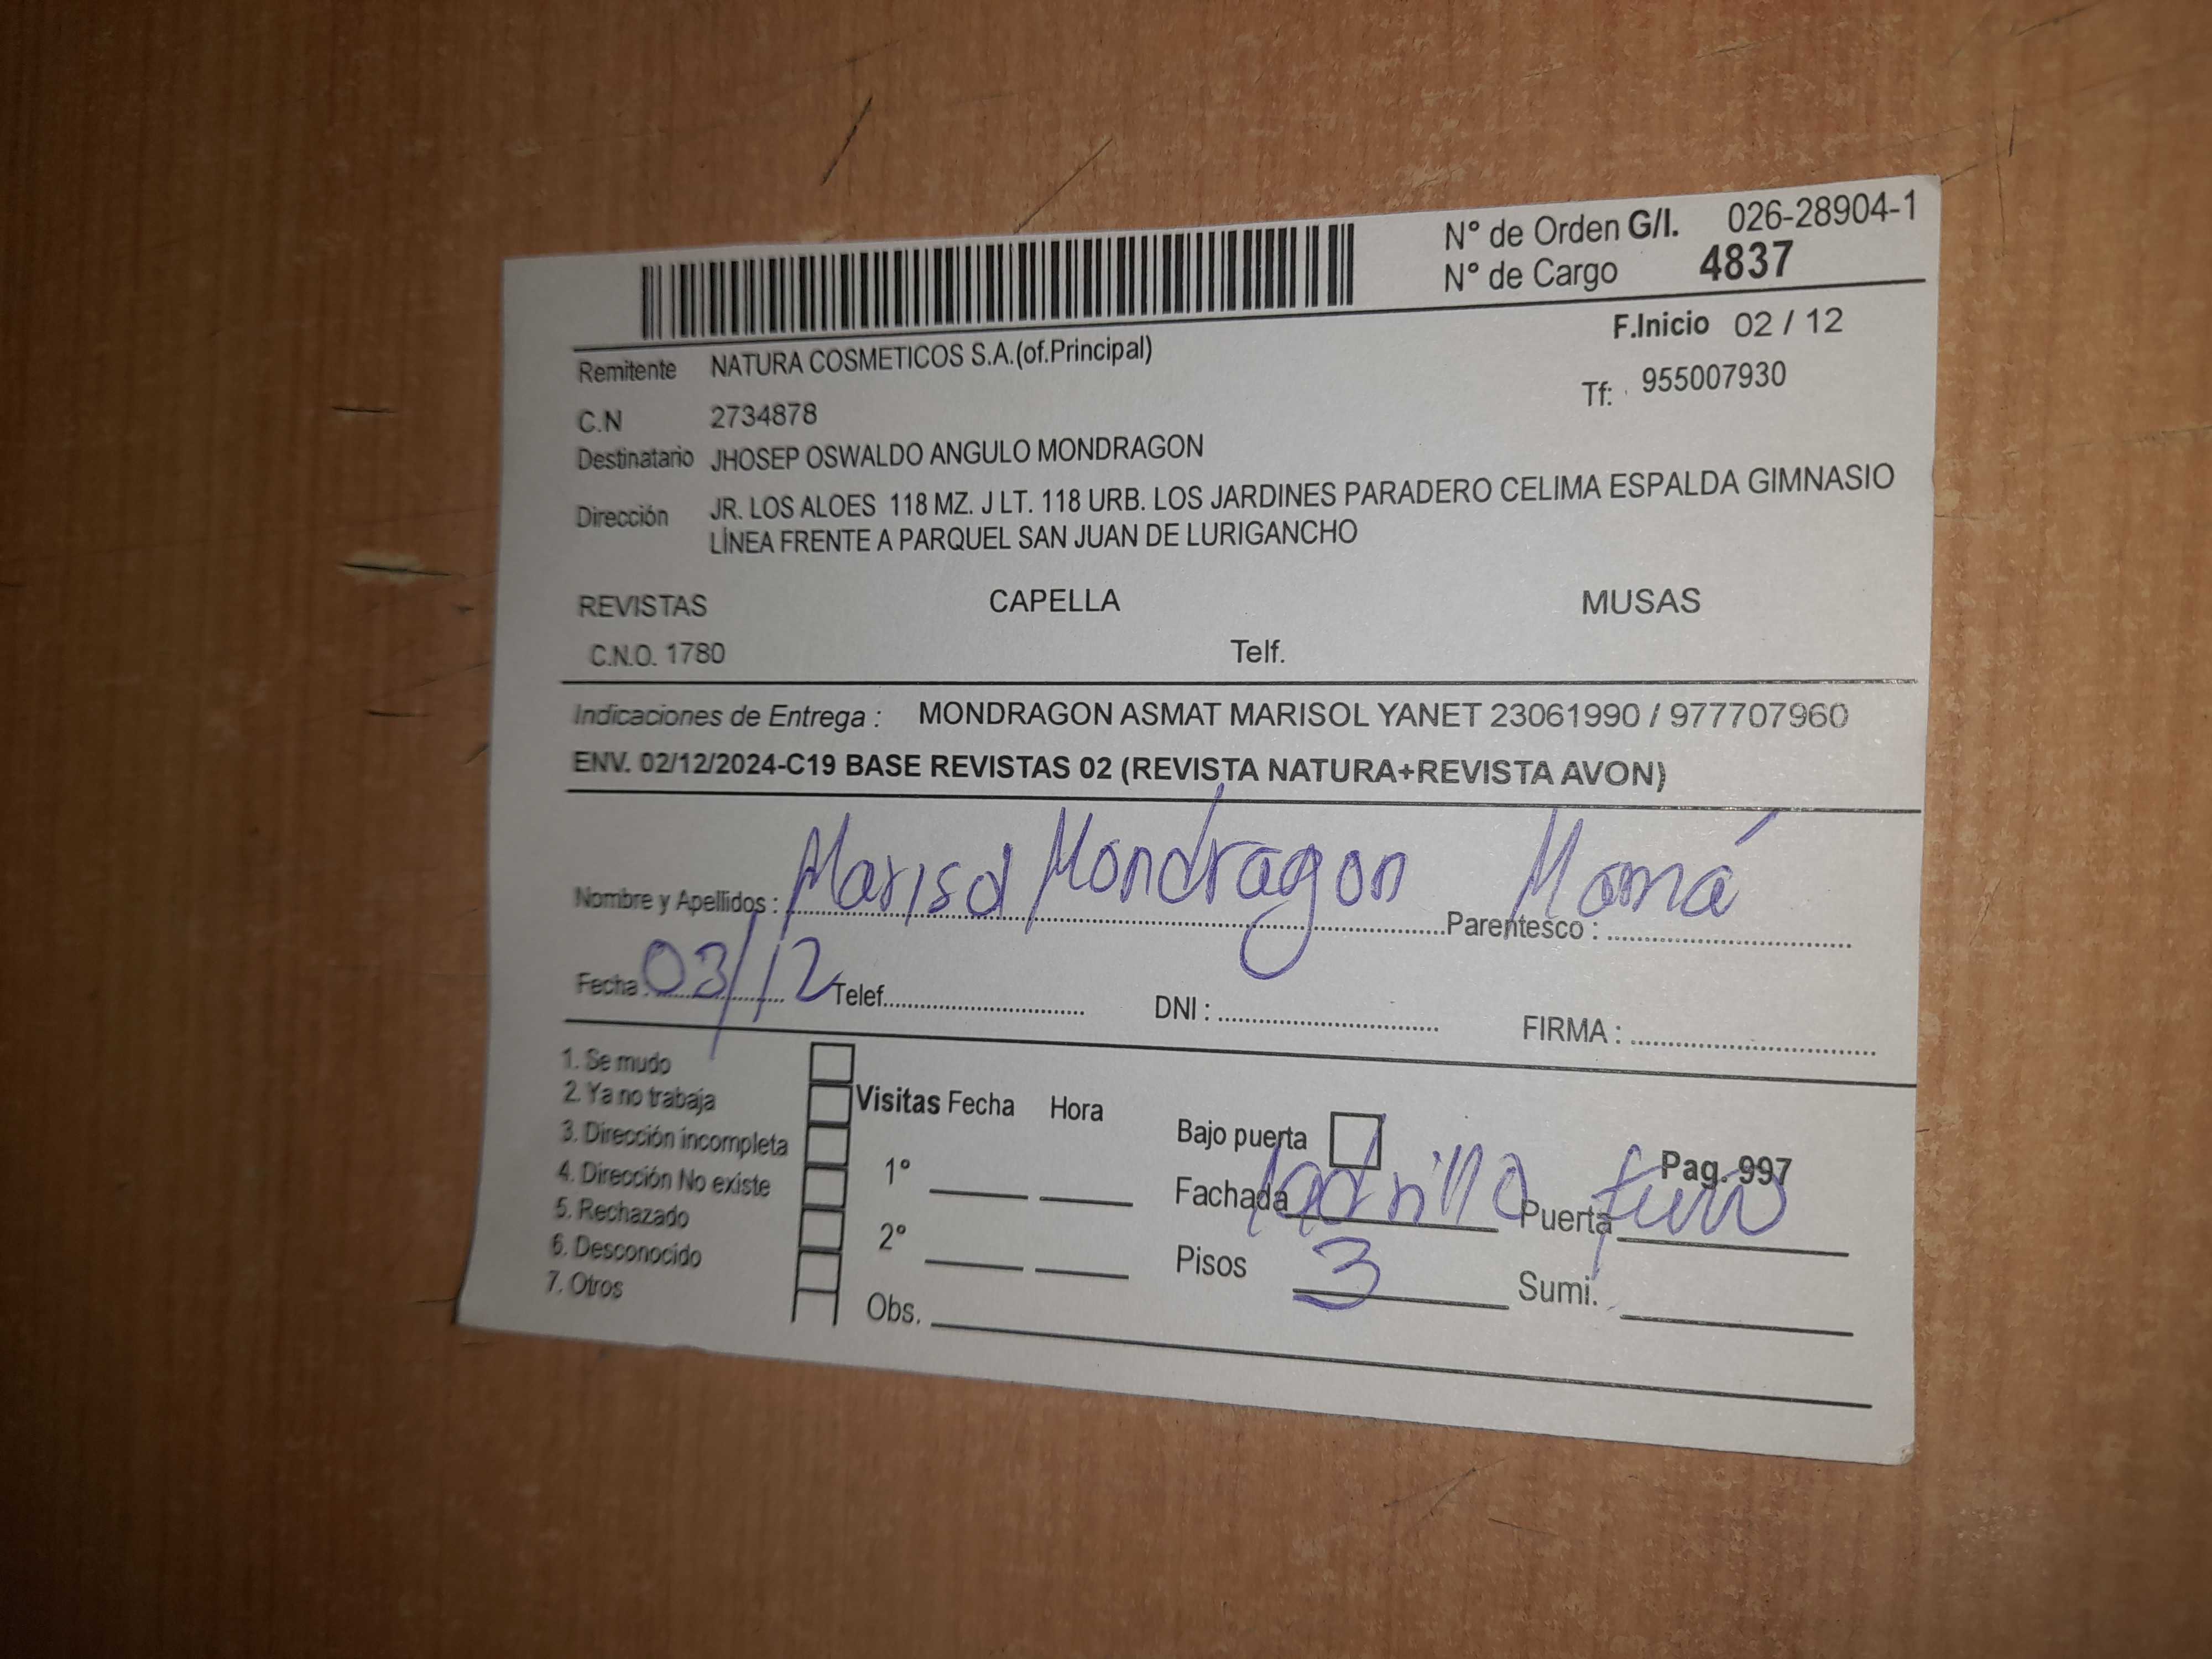 N° de Orden G/I. 026-28904-1
N° de Cargo 4837
F.Inicio 02 / 12
Remitente NATURA COSMETICOS S.A.(of.Principal)
Tf: 955007930
C.N 2734878
Destinatario JHOSEP OSWALDO ANGULO MONDRAGON
Dirección JR. LOS ALOES 118 MZ. J LT. 118 URB. LOS JARDINES PARADERO CELIMA ESPALDA GIMNASIO
LÍNEA FRENTE A PARQUEL SAN JUAN DE LURIGANCHO
REVISTAS CAPELLA MUSAS
C.N.O. 1780 Telf.
Indicaciones de Entrega : MONDRAGON ASMAT MARISOL YANET 23061990 / 977707960
ENV. 02/12/2024-C19 BASE REVISTAS 02 (REVISTA NATURA+REVISTA AVON)
Nombre y Apellidos : Marisol Mondragon Parentesco : Mamá
Fecha : 03/12 Telef. DNI : FIRMA :
1. Se mudo
2. Ya no trabaja Visitas Fecha Hora
3. Dirección incompleta Bajo puerta
4. Dirección No existe 1° Fachada ladrillo Puerta fierro Pag. 997
5. Rechazado
6. Desconocido 2° Pisos 3 Sumi.
7. Otros Obs.